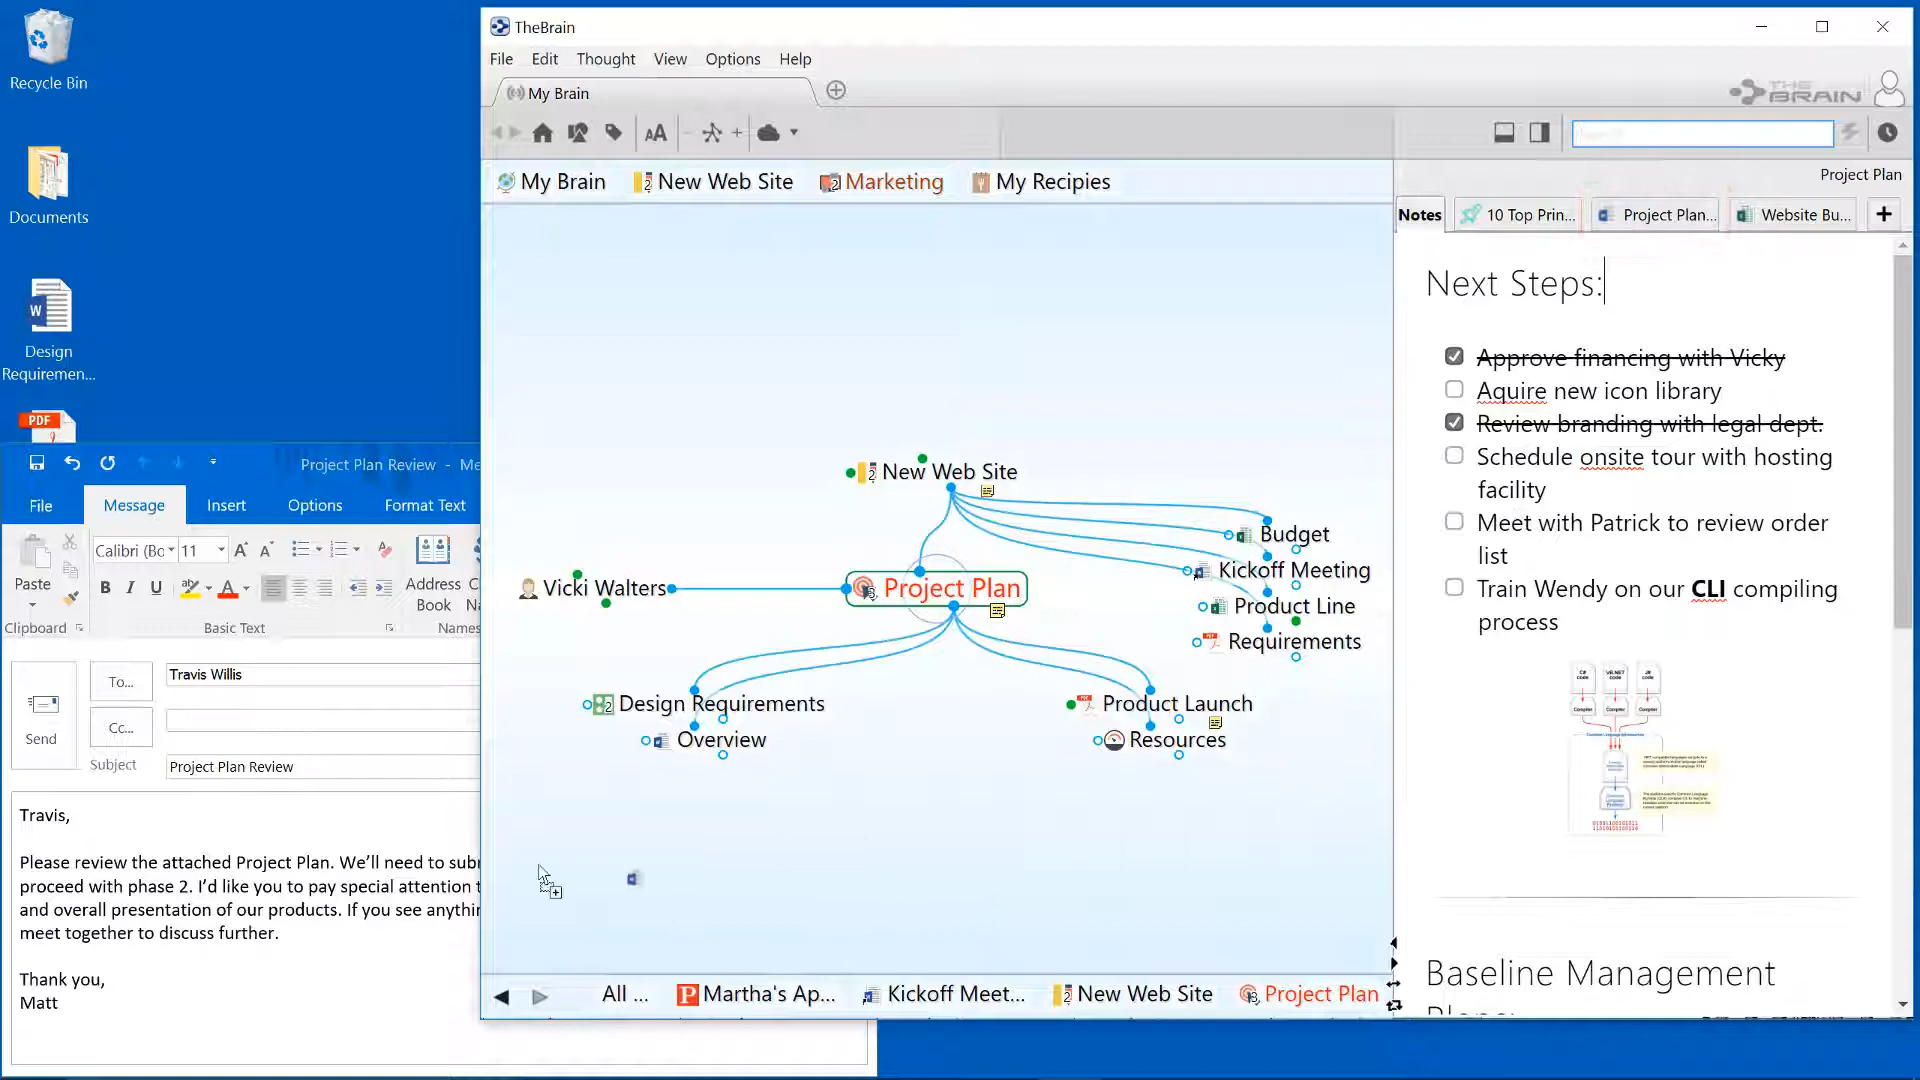 Recycle Bin
Documents
Design
Requiremen...
PDF
TheBrain
File Edit Thought View Options Help
My Brain
THE BRAIN
AA
My Brain New Web Site Marketing My Recipies
Project Plan
Notes 10 Top Prin... Project Plan... Website Bu... +
Next Steps:
Approve financing with Vicky
Aquire new icon library
Review branding with legal dept.
Schedule onsite tour with hosting
facility
Meet with Patrick to review order
list
Train Wendy on our CLI compiling
process
Baseline Management
New Web Site
Budget
Kickoff Meeting
Product Line
Requirements
Vicki Walters
Project Plan
Design Requirements
Overview
Product Launch
Resources
All ... Martha's Ap... Kickoff Meet... New Web Site Project Plan
Project Plan Review - Me
File Message Insert Options Format Text
Calibri (Bo 11
Paste
B I U
Address
Book
Names
Clipboard
Basic Text
Send
To...
Travis Willis
Cc...
Subject
Project Plan Review
Travis,
Please review the attached Project Plan. We'll need to sub
proceed with phase 2. I'd like you to pay special attention t
and overall presentation of our products. If you see anythin
meet together to discuss further.
Thank you,
Matt